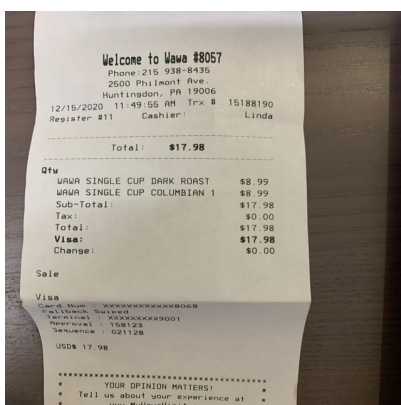 Welcome to Wawa #8057
Phone:215 938-8435
2500 Philmont Ave.
Huntingdon, PA 19006
12/15/2020 11:49:55 AM Trx # 15188190
Register #11 Cashier: Linda
Total: $17.98
Qty
WAWA SINGLE CUP DARK ROAST $8.99
WAWA SINGLE CUP COLUMBIAN 1 $8.99
Sub-Total: $17.98
Tax: $0.00
Total: $17.98
Visa: $17.98
Change: $0.00
Sale
Visa
Card Num : XXXXXXXXXXXX8068
Fallback Swiped
Terminal : XXXXXXXXX9001
Approval : 158123
Sequence : 021128
USD$ 17.98
YOUR OPINION MATTERS!
Tell us about your experience at